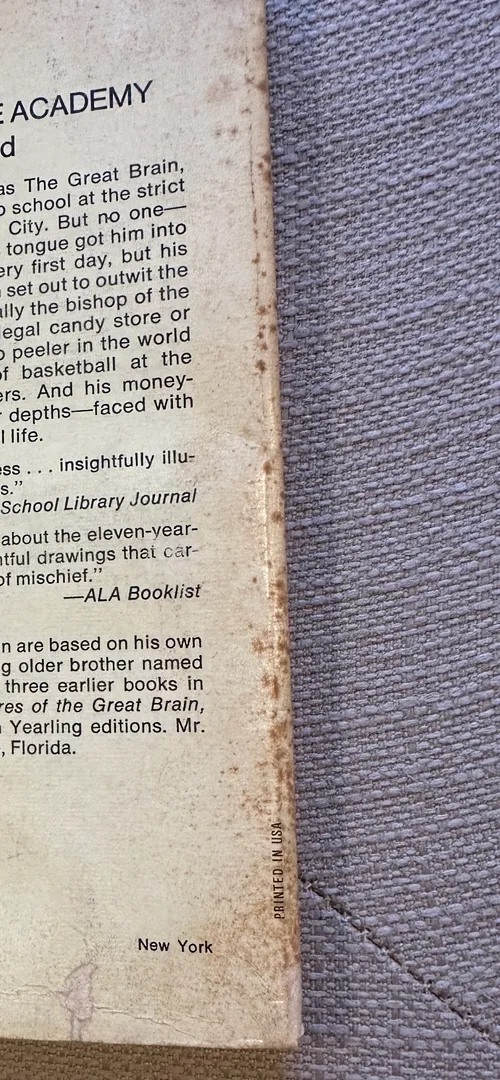 E ACADEMY
d
as The Great Brain,
o school at the strict
City. But no one—
tongue got him into
ery first day, but his
set out to outwit the
ally the bishop of the
legal candy store or
o peeler in the world
of basketball at the
ers. And his money-
r depths—faced with
l life.
ess . . . insightfully illu-
s.”
School Library Journal
about the eleven-year-
ntful drawings that car-
of mischief.”
—ALA Booklist
n are based on his own
g older brother named
three earlier books in
res of the Great Brain,
n Yearling editions. Mr.
, Florida.
PRINTED IN USA
New York